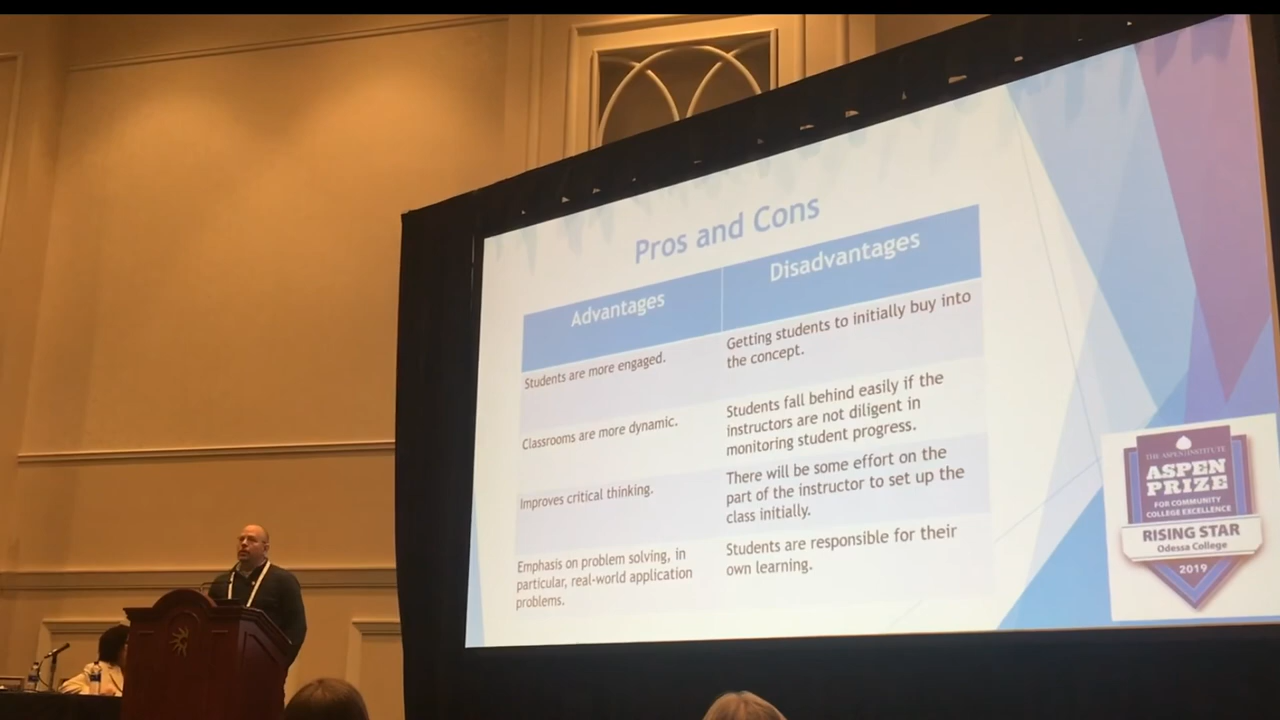 Pros and Cons
Advantages
Disadvantages
Students are more engaged.
Getting students to initially buy into
the concept.
Classrooms are more dynamic.
Students fall behind easily if the
instructors are not diligent in
monitoring student progress.
Improves critical thinking.
There will be some effort on the
part of the instructor to set up the
class initially.
Emphasis on problem solving, in
particular, real-world application
problems.
Students are responsible for their
own learning.
THE ASPEN INSTITUTE
ASPEN
PRIZE
FOR COMMUNITY
COLLEGE EXCELLENCE
RISING STAR
Odessa College
2019